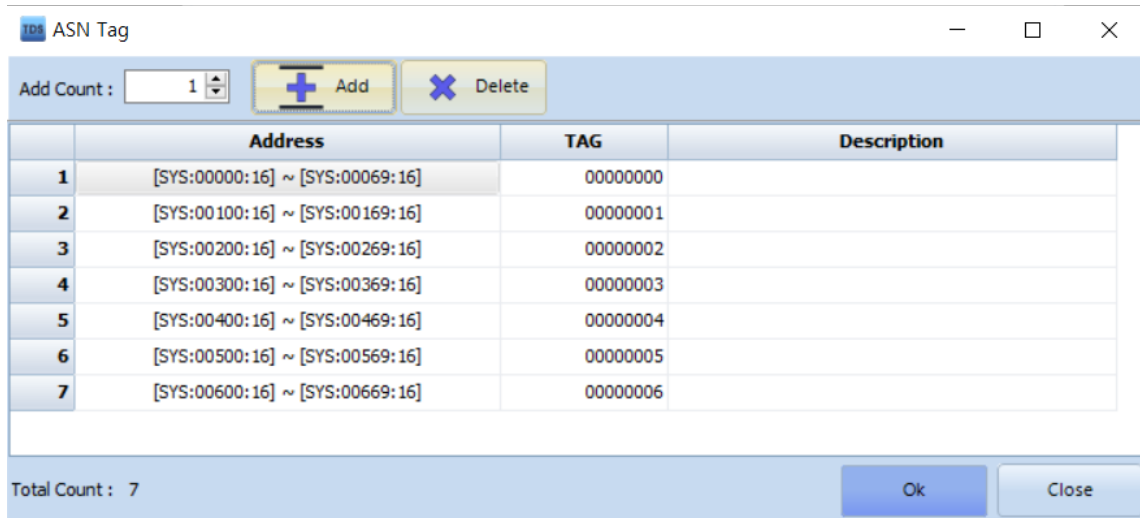 TDS ASN Tag
Add Count : 1 Add Delete
Address TAG Description
1 [SYS:00000:16] ~ [SYS:00069:16] 00000000
2 [SYS:00100:16] ~ [SYS:00169:16] 00000001
3 [SYS:00200:16] ~ [SYS:00269:16] 00000002
4 [SYS:00300:16] ~ [SYS:00369:16] 00000003
5 [SYS:00400:16] ~ [SYS:00469:16] 00000004
6 [SYS:00500:16] ~ [SYS:00569:16] 00000005
7 [SYS:00600:16] ~ [SYS:00669:16] 00000006
Total Count : 7 Ok Close